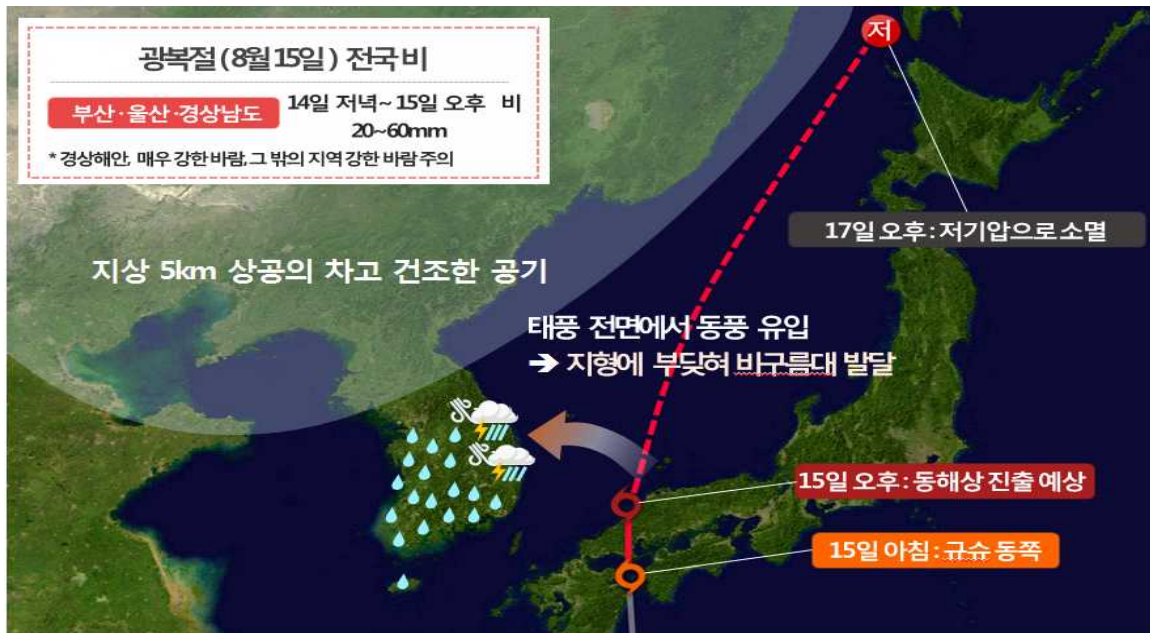 광복절 (8월 15일) 전국 비
부산·울산·경상남도
14일 저녁~ 15일 오후 비
20~60mm
* 경상해안, 매우 강한 바람, 그 밖의 지역 강한 바람 주의
저
17일 오후 : 저기압으로 소멸
지상 5km 상공의 차고 건조한 공기
태풍 전면에서 동풍 유입
➔ 지형에 부딪혀 비구름대 발달
15일 오후 : 동해상 진출 예상
15일 아침 : 규슈 동쪽